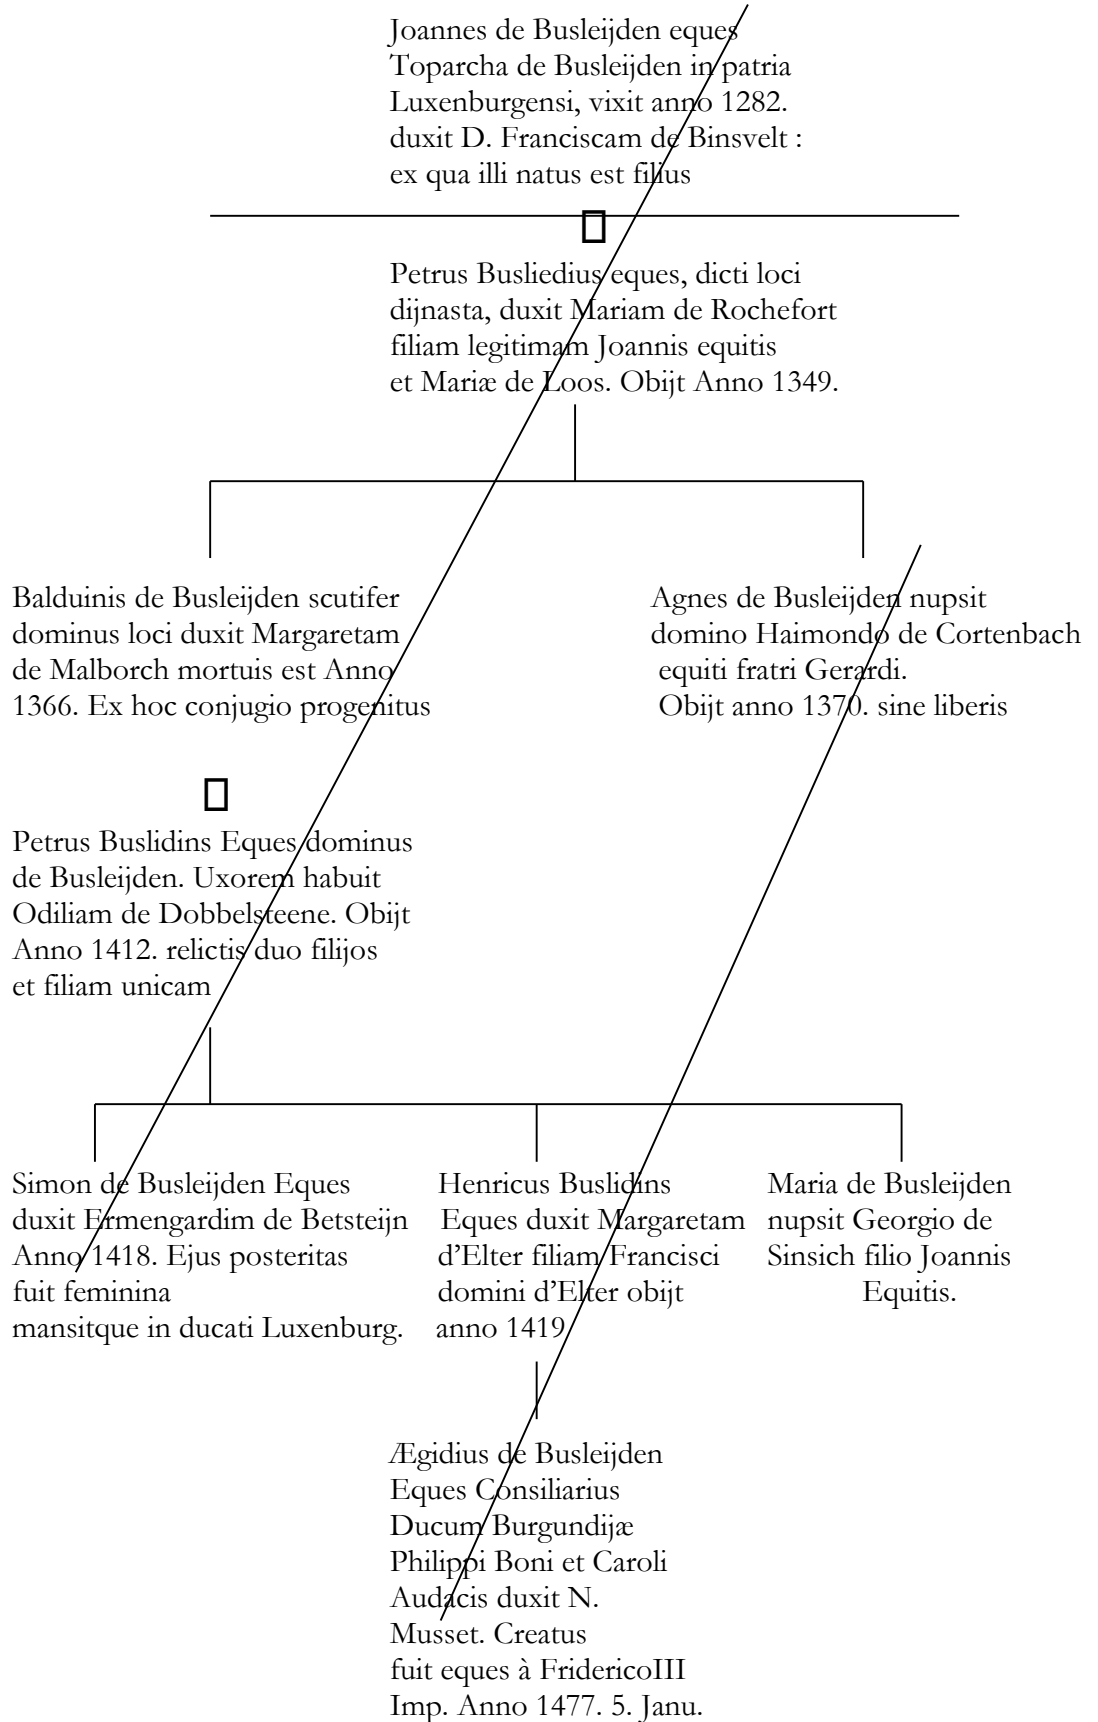 Joannes de Busleijden eques
Toparcha de Busleijden in patria
Luxenburgensi, vixit anno 1282.
duxit D. Franciscam de Binsvelt :
ex qua illi natus est filius
Petrus Busliedius eques, dicti loci
dijnasta, duxit Mariam de Rochefort
filiam legitimam Joannis equitis
et Mariæ de Loos. Obijt Anno 1349.
Balduinis de Busleijden scutifer
dominus loci duxit Margaretam
de Malborch mortuis est Anno
1366. Ex hoc conjugio progenitus
Agnes de Busleijden nupsit
domino Haimondo de Cortenbach
equiti fratri Gerardi.
Obijt anno 1370. sine liberis
Petrus Buslidins Eques dominus
de Busleijden. Uxorem habuit
Odiliam de Dobbelsteene. Obijt
Anno 1412. relictis duo filijos
et filiam unicam
Simon de Busleijden Eques
duxit Ermengardim de Betsteijn
Anno 1418. Ejus posteritas
fuit feminina
mansitque in ducati Luxenburg.
Henricus Buslidins
Eques duxit Margaretam
d'Elter filiam Francisci
domini d'Elter obijt
anno 1419
Maria de Busleijden
nupsit Georgio de
Sinsich filio Joannis
Equitis.
Ægidius de Busleijden
Eques Consiliarius
Ducum Burgundijæ
Philippi Boni et Caroli
Audacis duxit N.
Musset. Creatus
fuit eques à FridericoIII
Imp. Anno 1477. 5. Janu.